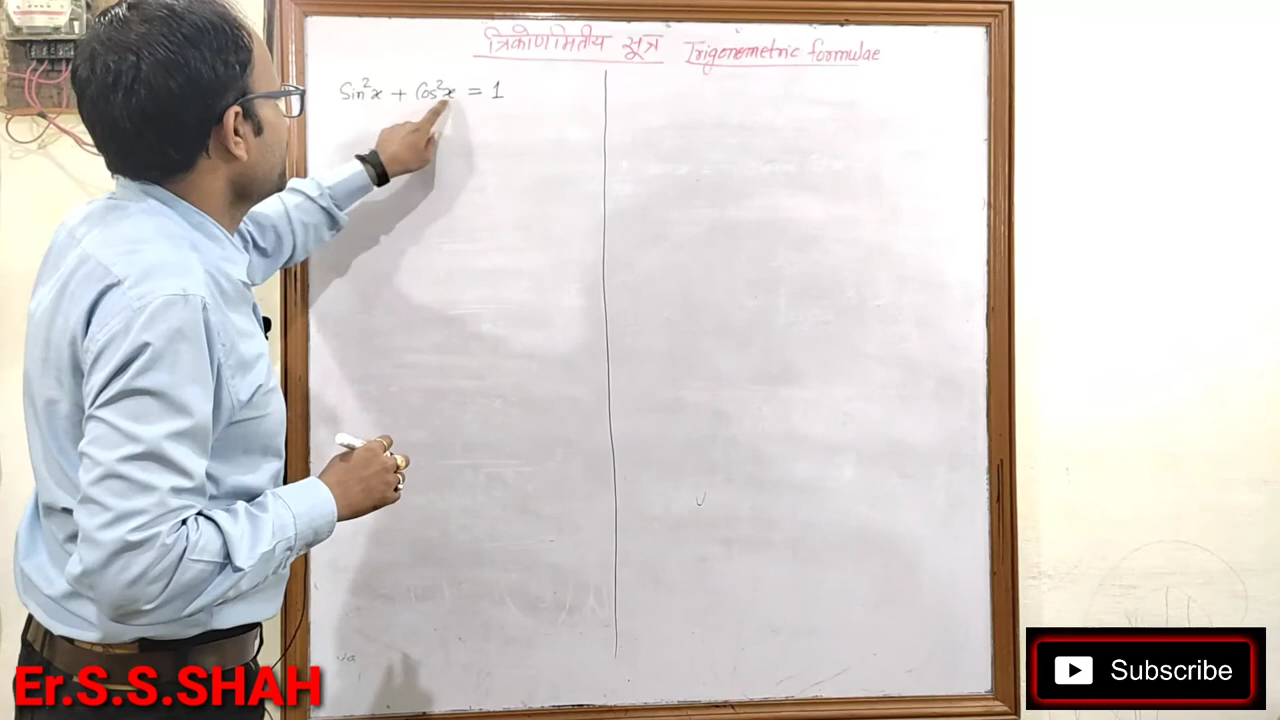 त्रिकोणमितीय सूत्र Trigonometric formulae
Sin²x + Cos²x = 1
Er.S.S.SHAH
Subscribe